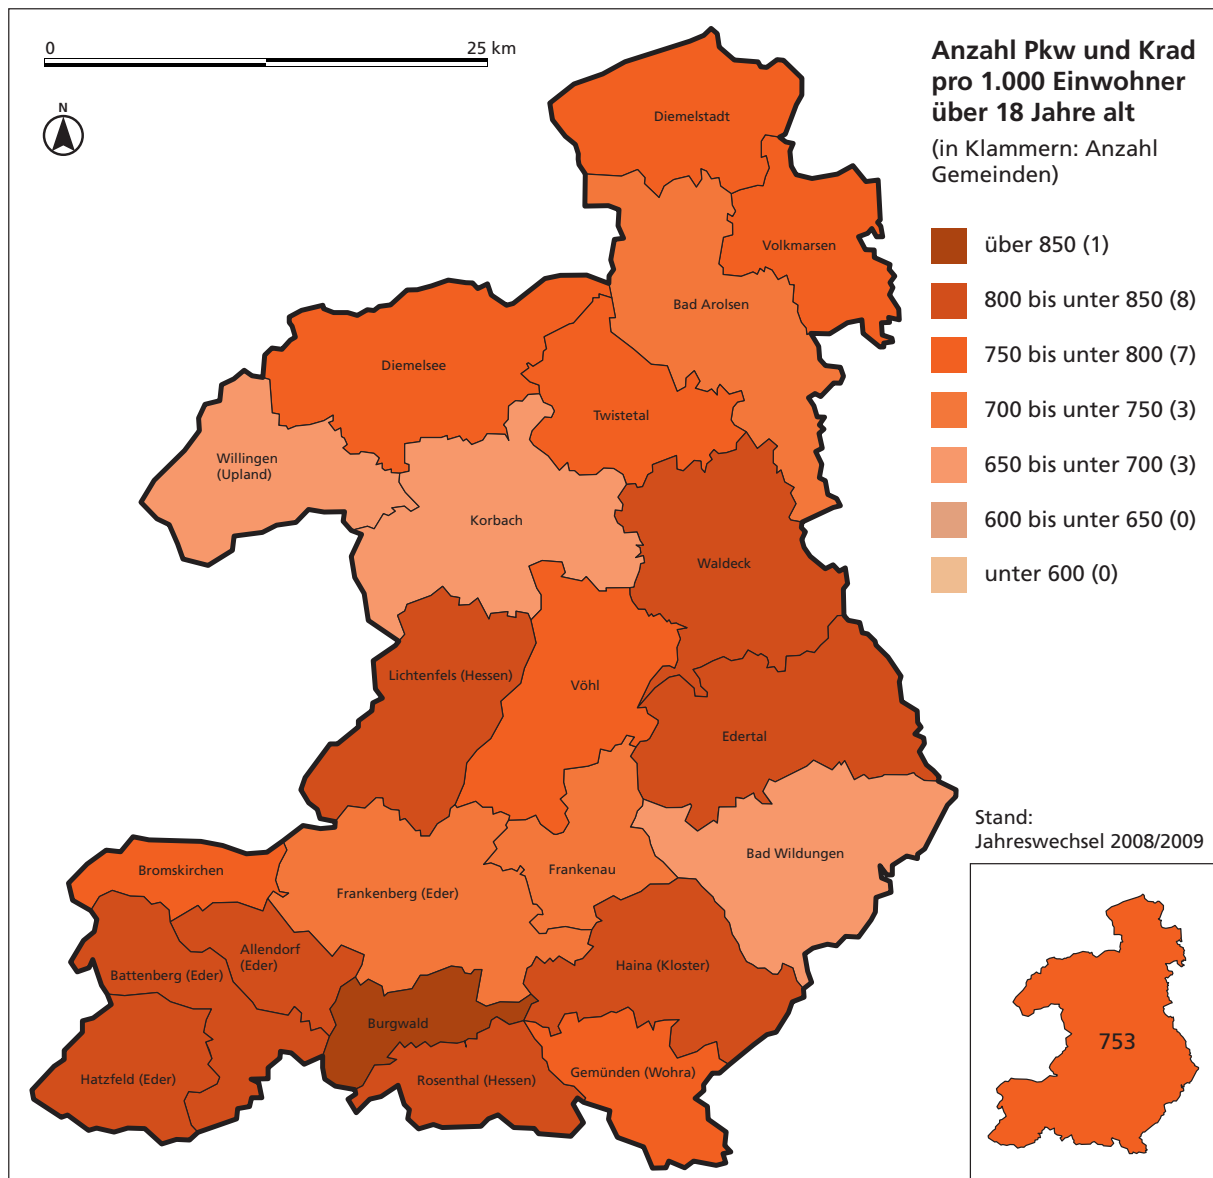 0
25 km
N
Anzahl Pkw und Krad
pro 1.000 Einwohner
über 18 Jahre alt
(in Klammern: Anzahl
Gemeinden)
über 850 (1)
800 bis unter 850 (8)
750 bis unter 800 (7)
700 bis unter 750 (3)
650 bis unter 700 (3)
600 bis unter 650 (0)
unter 600 (0)
Diemelstadt
Volkmarsen
Bad Arolsen
Diemelsee
Twistetal
Willingen
(Upland)
Korbach
Waldeck
Lichtenfels (Hessen)
Vöhl
Edertal
Bad Wildungen
Bromskirchen
Frankenau
Frankenberg (Eder)
Allendorf
(Eder)
Battenberg (Eder)
Haina (Kloster)
Burgwald
Hatzfeld (Eder)
Rosenthal (Hessen)
Gemünden (Wohra)
Stand:
Jahreswechsel 2008/2009
753